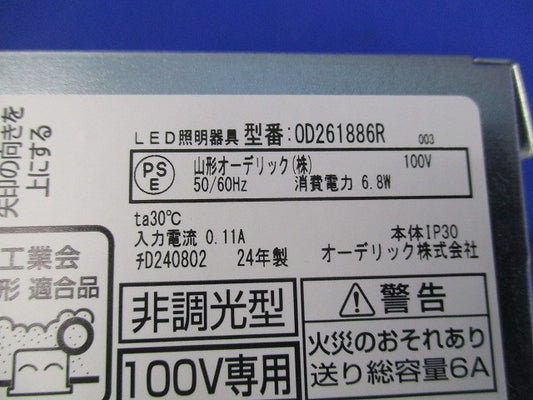 矢印の向きを
上にする
LED照明器具 型番:OD261886R 003
PS
E
山形オーデリック(株) 100V
50/60Hz 消費電力 6.8W
ta30℃
入力電流 0.11A 本体IP30
チD240802 24年製 オーデリック株式会社
工業会
形 適合品
非調光型
100V専用
警告
火災のおそれあり
送り総容量6A